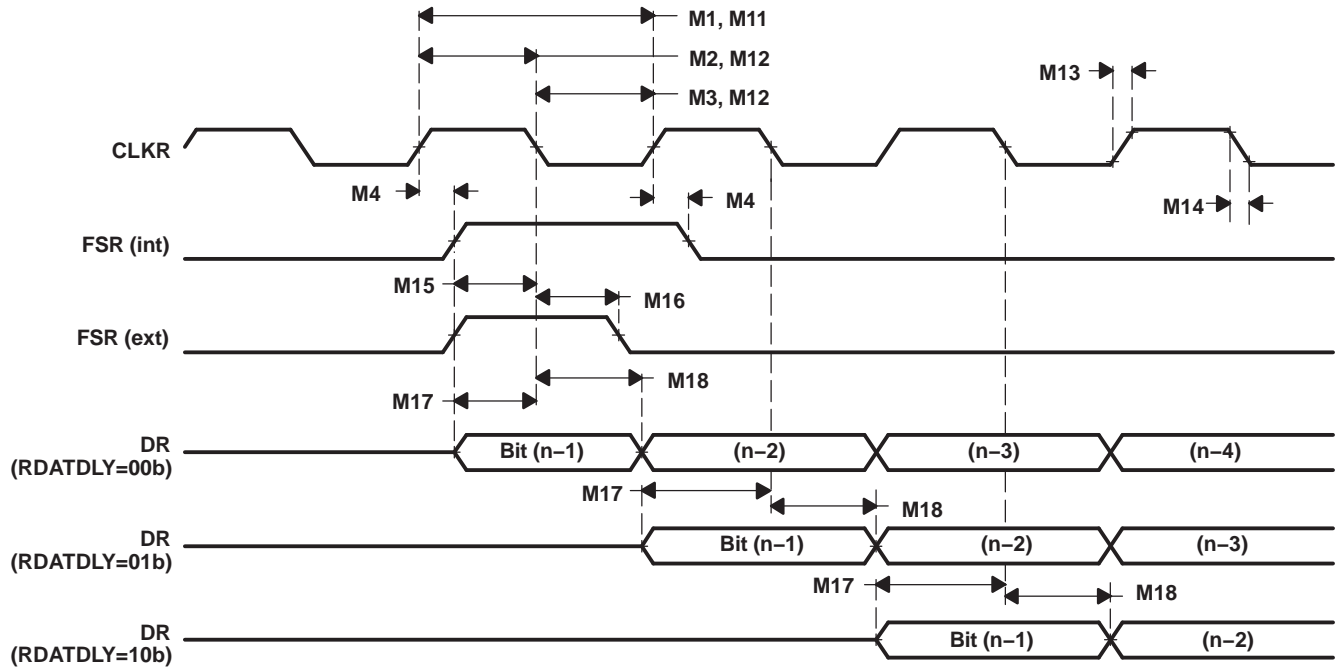 M1, M11
M2, M12
M3, M12
M13
CLKR
M4
M4
M14
FSR (int)
M15
M16
FSR (ext)
M18
M17
DR
(RDATDLY=00b)
Bit (n−1)
(n−2)
(n−3)
(n−4)
M17
M18
DR
(RDATDLY=01b)
Bit (n−1)
(n−2)
(n−3)
M17
M18
DR
(RDATDLY=10b)
Bit (n−1)
(n−2)